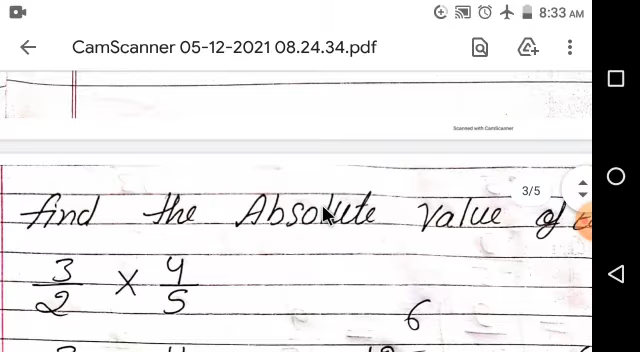 8:33 AM
CamScanner 05-12-2021 08.24.34.pdf
Scanned with CamScanner
3/5
find the Absolute value of
3/2 × 4/5
6